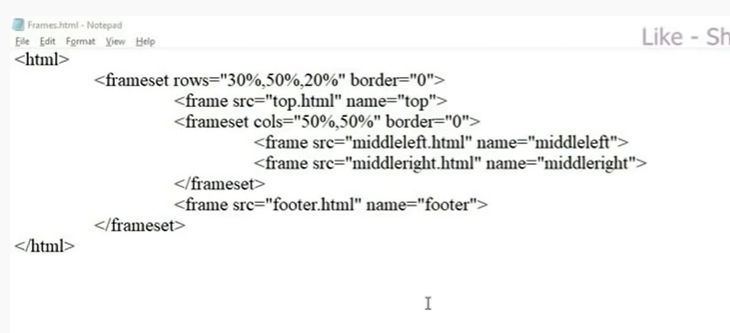 Frames.html - Notepad
File Edit Format View Help
Like - Sh
<html>
<frameset rows="30%,50%,20%" border="0">
<frame src="top.html" name="top">
<frameset cols="50%,50%" border="0">
<frame src="middleleft.html" name="middleleft">
<frame src="middleright.html" name="middleright">
</frameset>
<frame src="footer.html" name="footer">
</frameset>
</html>